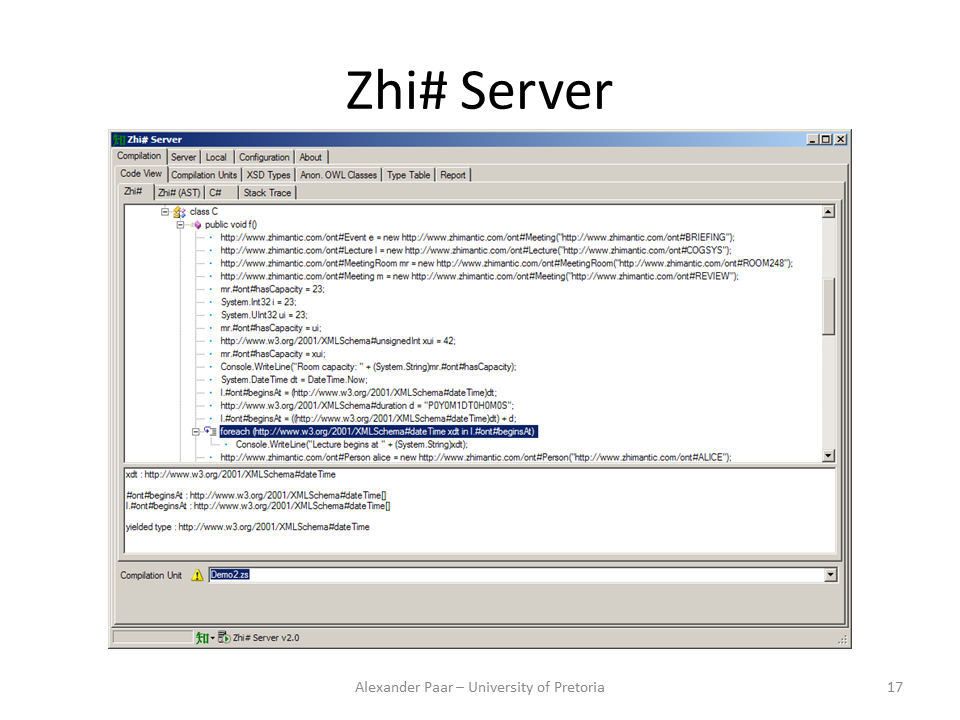 Zhi# Server
知 Zhi# Server
Compilation Server Local Configuration About
Code View Compilation Units XSD Types Anon. OWL Classes Type Table Report
Zhi# Zhi# (AST) C# Stack Trace
class C
public void f()
http://www.zhimantic.com/ont#Event e = new http://www.zhimantic.com/ont#Meeting("http://www.zhimantic.com/ont#BRIEFING");
http://www.zhimantic.com/ont#Lecture l = new http://www.zhimantic.com/ont#Lecture("http://www.zhimantic.com/ont#COGSYS");
http://www.zhimantic.com/ont#MeetingRoom mr = new http://www.zhimantic.com/ont#MeetingRoom("http://www.zhimantic.com/ont#ROOM248");
http://www.zhimantic.com/ont#Meeting m = new http://www.zhimantic.com/ont#Meeting("http://www.zhimantic.com/ont#REVIEW");
mr.#ont#hasCapacity = 23;
System.Int32 i = 23;
System.UInt32 ui = 23;
mr.#ont#hasCapacity = ui;
http://www.w3.org/2001/XMLSchema#unsignedInt xui = 42;
mr.#ont#hasCapacity = xui;
Console.WriteLine("Room capacity: " + (System.String)mr.#ont#hasCapacity);
System.DateTime dt = DateTime.Now;
l.#ont#beginsAt = (http://www.w3.org/2001/XMLSchema#dateTime)dt;
http://www.w3.org/2001/XMLSchema#duration d = "P0Y0M1DT0H0M0S";
l.#ont#beginsAt = ((http://www.w3.org/2001/XMLSchema#dateTime)dt) + d;
foreach (http://www.w3.org/2001/XMLSchema#dateTime xdt in l.#ont#beginsAt)
Console.WriteLine("Lecture begins at " + (System.String)xdt);
http://www.zhimantic.com/ont#Person alice = new http://www.zhimantic.com/ont#Person("http://www.zhimantic.com/ont#ALICE");
xdt : http://www.w3.org/2001/XMLSchema#dateTime
#ont#beginsAt : http://www.w3.org/2001/XMLSchema#dateTime[]
l.#ont#beginsAt : http://www.w3.org/2001/XMLSchema#dateTime[]
yielded type : http://www.w3.org/2001/XMLSchema#dateTime
Compilation Unit Demo2.zs
知 Zhi# Server v2.0
Alexander Paar – University of Pretoria 17